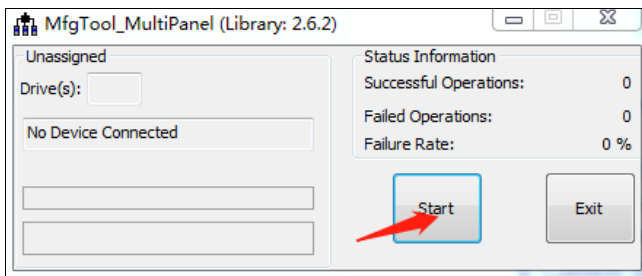 MfgTool_MultiPanel (Library: 2.6.2)
Unassigned
Drive(s):
No Device Connected
Status Information
Successful Operations: 0
Failed Operations: 0
Failure Rate: 0 %
Start
Exit